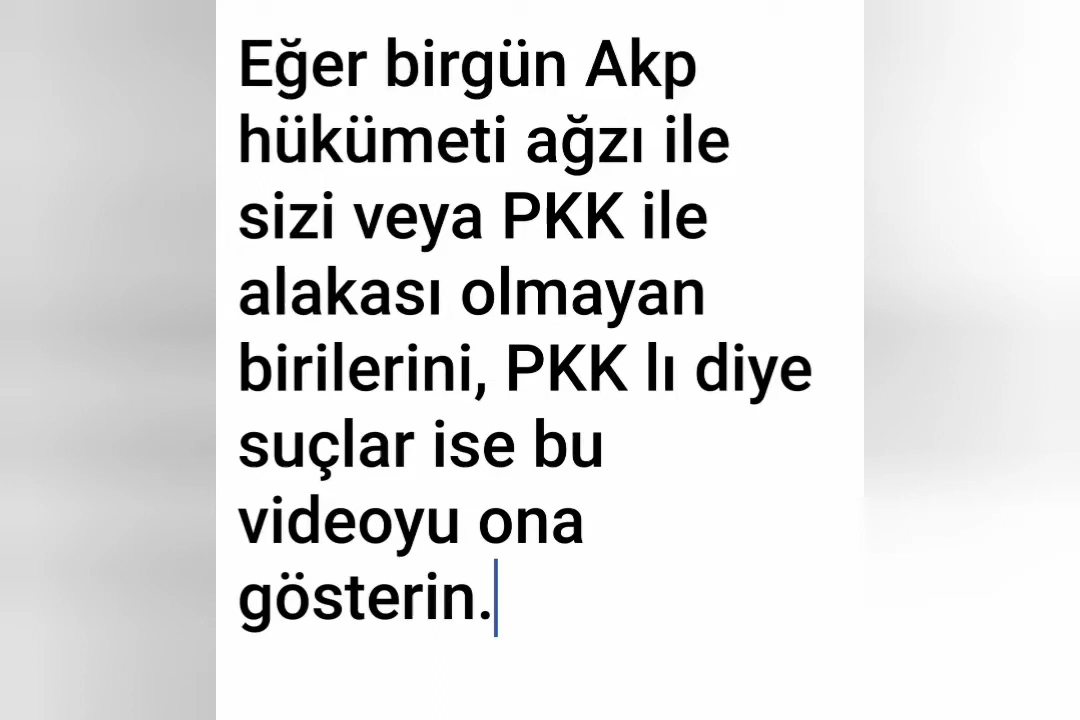 Eğer birgün Akp
hükümeti ağzı ile
sizi veya PKK ile
alakası olmayan
birilerini, PKK lı diye
suçlar ise bu
videoyu ona
gösterin.